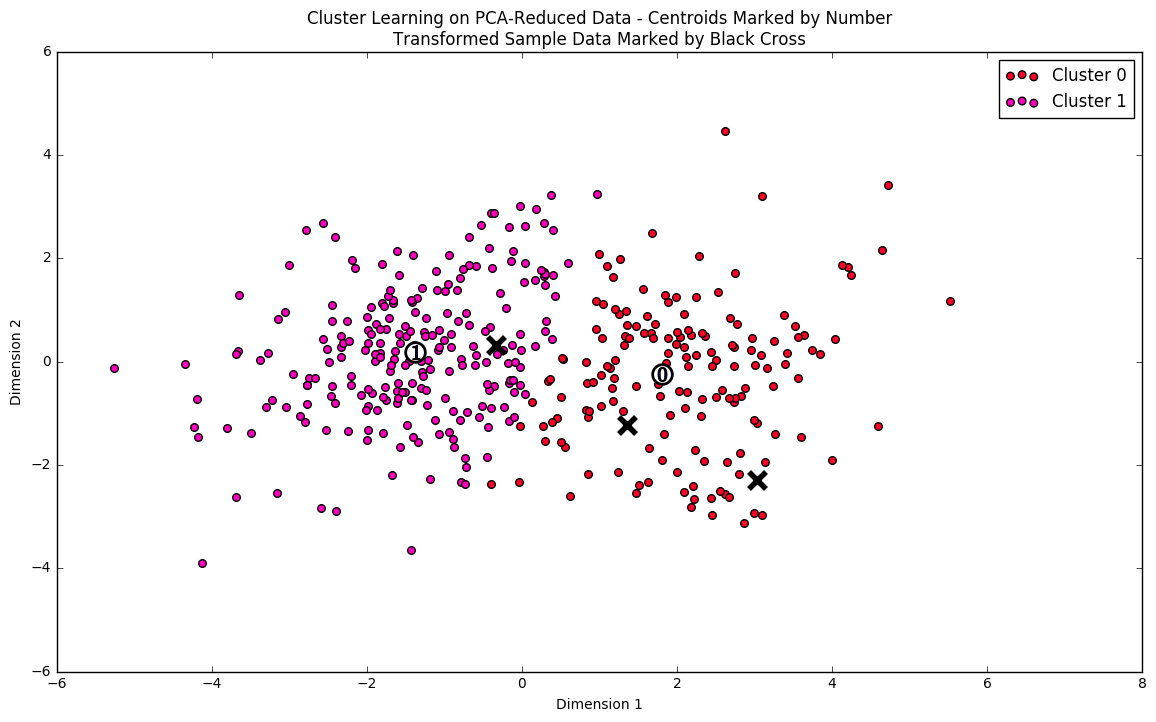 Cluster Learning on PCA-Reduced Data - Centroids Marked by Number
Transformed Sample Data Marked by Black Cross
Cluster 0
Cluster 1
6
4
2
0
−2
−4
−6
Dimension 2
1
0
−6 −4 −2 0 2 4 6 8
Dimension 1